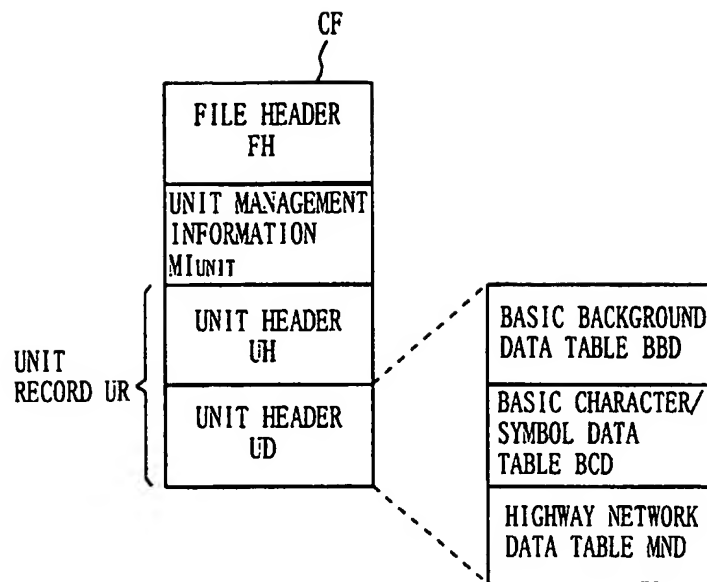 CF
FILE HEADER
FH
UNIT MANAGEMENT
INFORMATION
MIUNIT
UNIT HEADER
UH
UNIT
RECORD UR
UNIT HEADER
UD
BASIC BACKGROUND
DATA TABLE BBD
BASIC CHARACTER/
SYMBOL DATA
TABLE BCD
HIGHWAY NETWORK
DATA TABLE MND